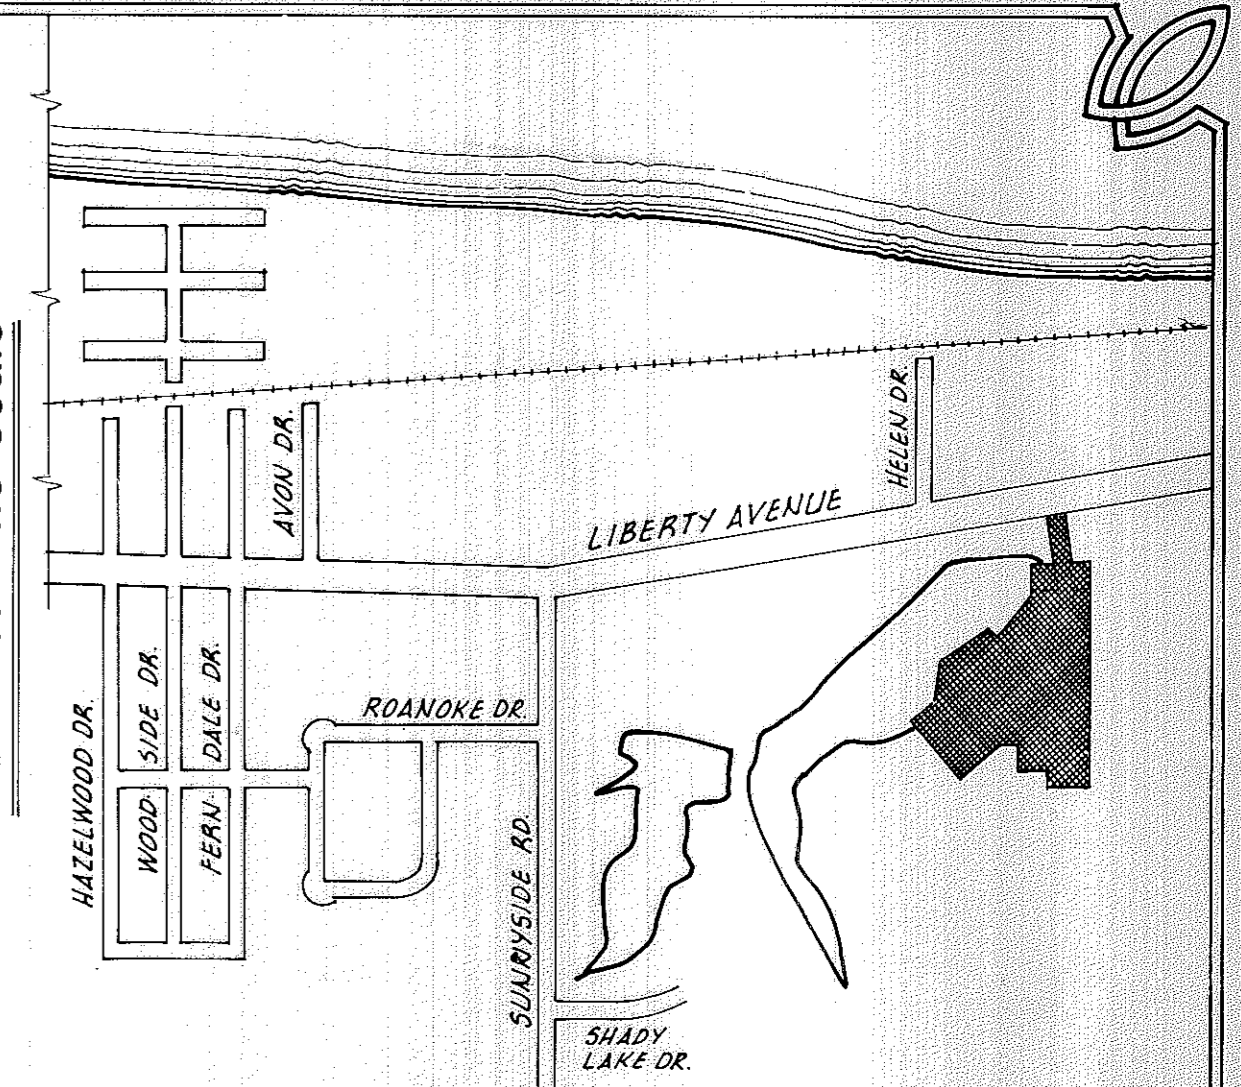 AVON DR.
HELEN DR.
LIBERTY AVENUE
HAZELWOOD DR.
WOOD SIDE DR.
FERN DALE DR.
ROANOKE DR.
SUNNYSIDE RD.
SHADY
LAKE DR.